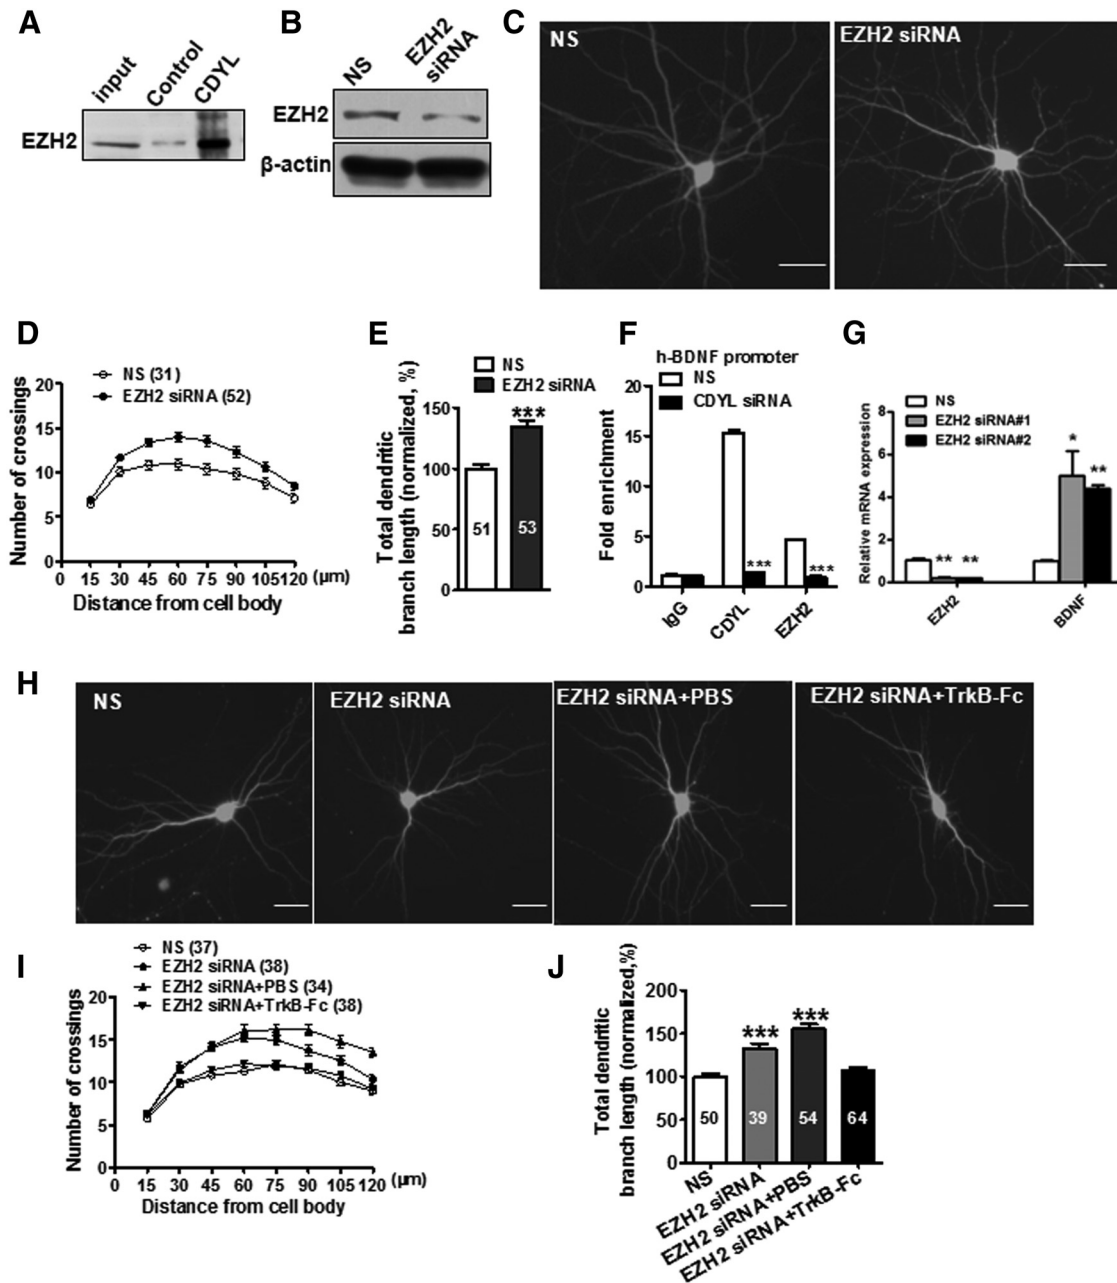 A
input
Control
CDYL
EZH2
B
NS
EZH2
siRNA
EZH2
β-actin
C
NS
EZH2 siRNA
D
NS (31)
EZH2 siRNA (52)
Number of crossings
20
15
10
5
0
0 15 30 45 60 75 90 105 120 (μm)
Distance from cell body
E
NS
EZH2 siRNA
Total dendritic
branch length (normalized, %)
150
100
50
0
***
51
53
F
h-BDNF promoter
NS
CDYL siRNA
Fold enrichment
20
15
10
5
0
***
***
IgG
CDYL
EZH2
G
NS
EZH2 siRNA#1
EZH2 siRNA#2
Relative mRNA expression
8
6
4
2
0
** **
*
**
EZH2
BDNF
H
NS
EZH2 siRNA
EZH2 siRNA+PBS
EZH2 siRNA+TrkB-Fc
I
NS (37)
EZH2 siRNA (38)
EZH2 siRNA+PBS (34)
EZH2 siRNA+TrkB-Fc (38)
Number of crossings
20
15
10
5
0
0 15 30 45 60 75 90 105 120 (μm)
Distance from cell body
J
Total dendritic
branch length (normalized,%)
200
150
100
50
0
***
***
50
39
54
64
NS
EZH2 siRNA
EZH2 siRNA+PBS
EZH2 siRNA+TrkB-Fc